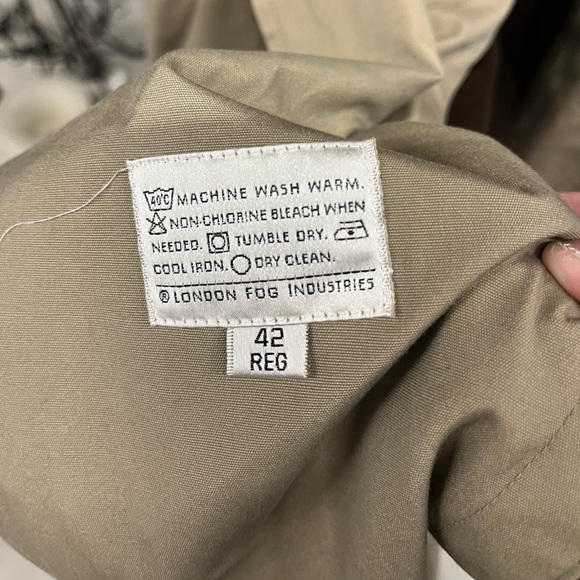 40°C MACHINE WASH WARM.
NON-CHLORINE BLEACH WHEN
NEEDED. TUMBLE DRY.
COOL IRON. DRY CLEAN.
® LONDON FOG INDUSTRIES
42
REG